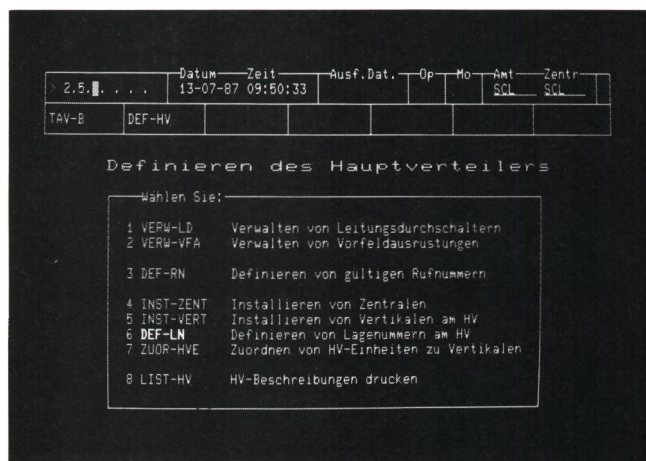 Datum Zeit Ausf.Dat. Op Mo Amt Zentr
> 2.5. . . . . 13-07-87 09:50:33 SCL SCL
TAV-B DEF-HV
Definieren des Hauptverteilers
Wählen Sie:
1 VERW-LD Verwalten von Leitungsdurchschaltern
2 VERW-VFA Verwalten von Vorfeldausrüstungen
3 DEF-RN Definieren von gültigen Rufnummern
4 INST-ZENT Installieren von Zentralen
5 INST-VERT Installieren von Vertikalen am HV
6 DEF-LN Definieren von Lagenummern am HV
7 ZUOR-HVE Zuordnen von HV-Einheiten zu Vertikalen
8 LIST-HV HV-Beschreibungen drucken